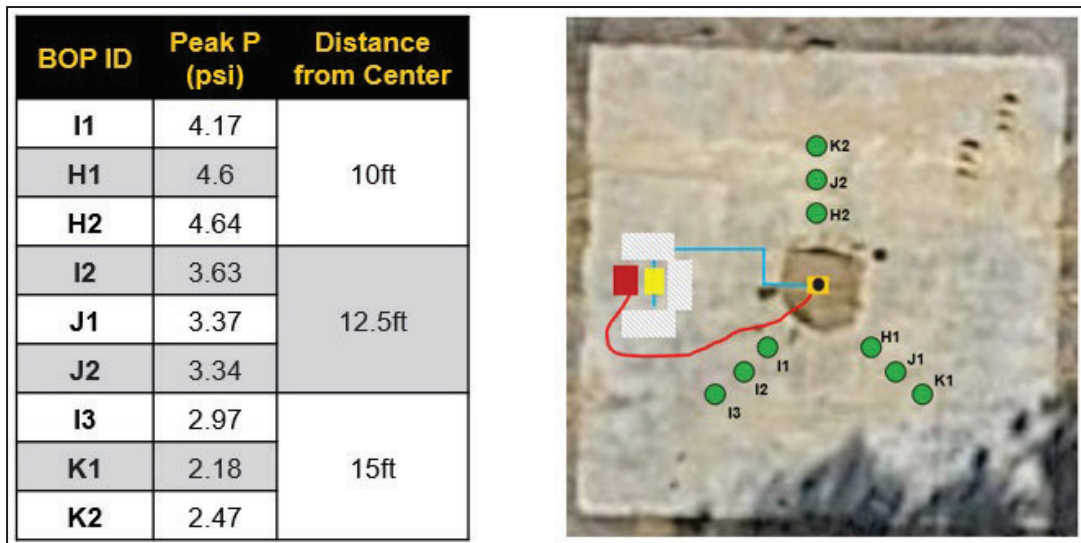 BOP ID Peak P (psi) Distance from Center
I1 4.17 10ft
H1 4.6
H2 4.64
I2 3.63 12.5ft
J1 3.37
J2 3.34
I3 2.97 15ft
K1 2.18
K2 2.47
K2
J2
H2
H1
I1
J1
I2
K1
I3